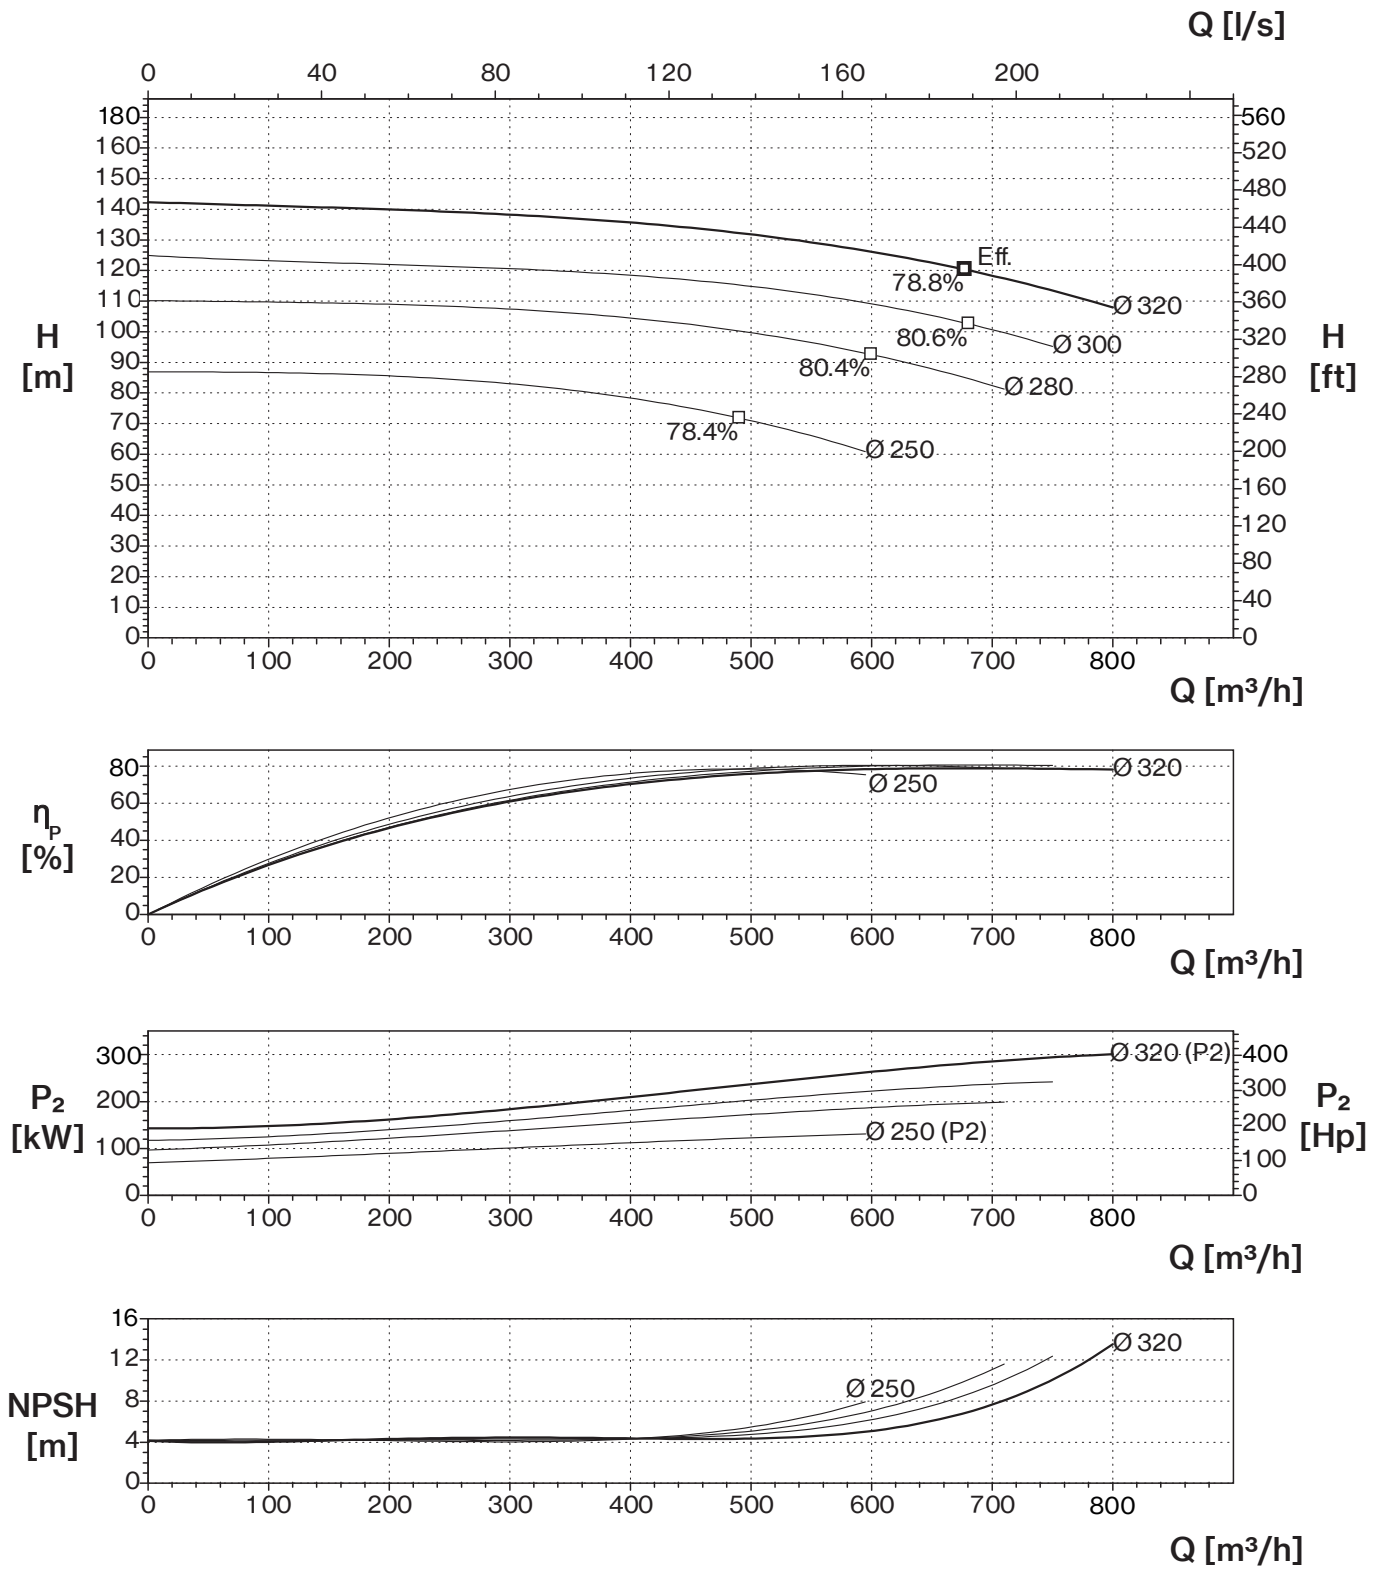 Q [l/s]
0 40 80 120 160 200
180 560
160 520
150 480
140 440
130 Eff. 400
120 78.8%
110 Ø 320 360
H 100 80.6% Ø 300 320 H
[m] 90 80.4% Ø 280 280 [ft]
80 240
70 78.4% Ø 250 200
60 160
50 120
40 80
30 40
20 0
10
0
0 100 200 300 400 500 600 700 800
Q [m³/h]
80 Ø 320
60 Ø 250
ηP 40
[%] 20
0
0 100 200 300 400 500 600 700 800
Q [m³/h]
300 Ø 320 (P2) 400
P₂ 200 300 P₂
[kW] 100 Ø 250 (P2) 200 [Hp]
0 100
0
0 100 200 300 400 500 600 700 800
Q [m³/h]
16
12 Ø 320
NPSH 8 Ø 250
[m] 4
0
0 100 200 300 400 500 600 700 800
Q [m³/h]